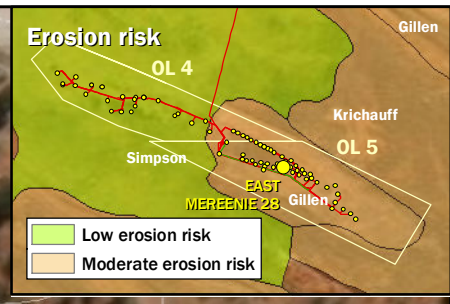 Erosion risk
Gillen
OL 4
Krichauff
OL 5
Simpson
EAST
MEREENIE 28
Gillen
Low erosion risk
Moderate erosion risk